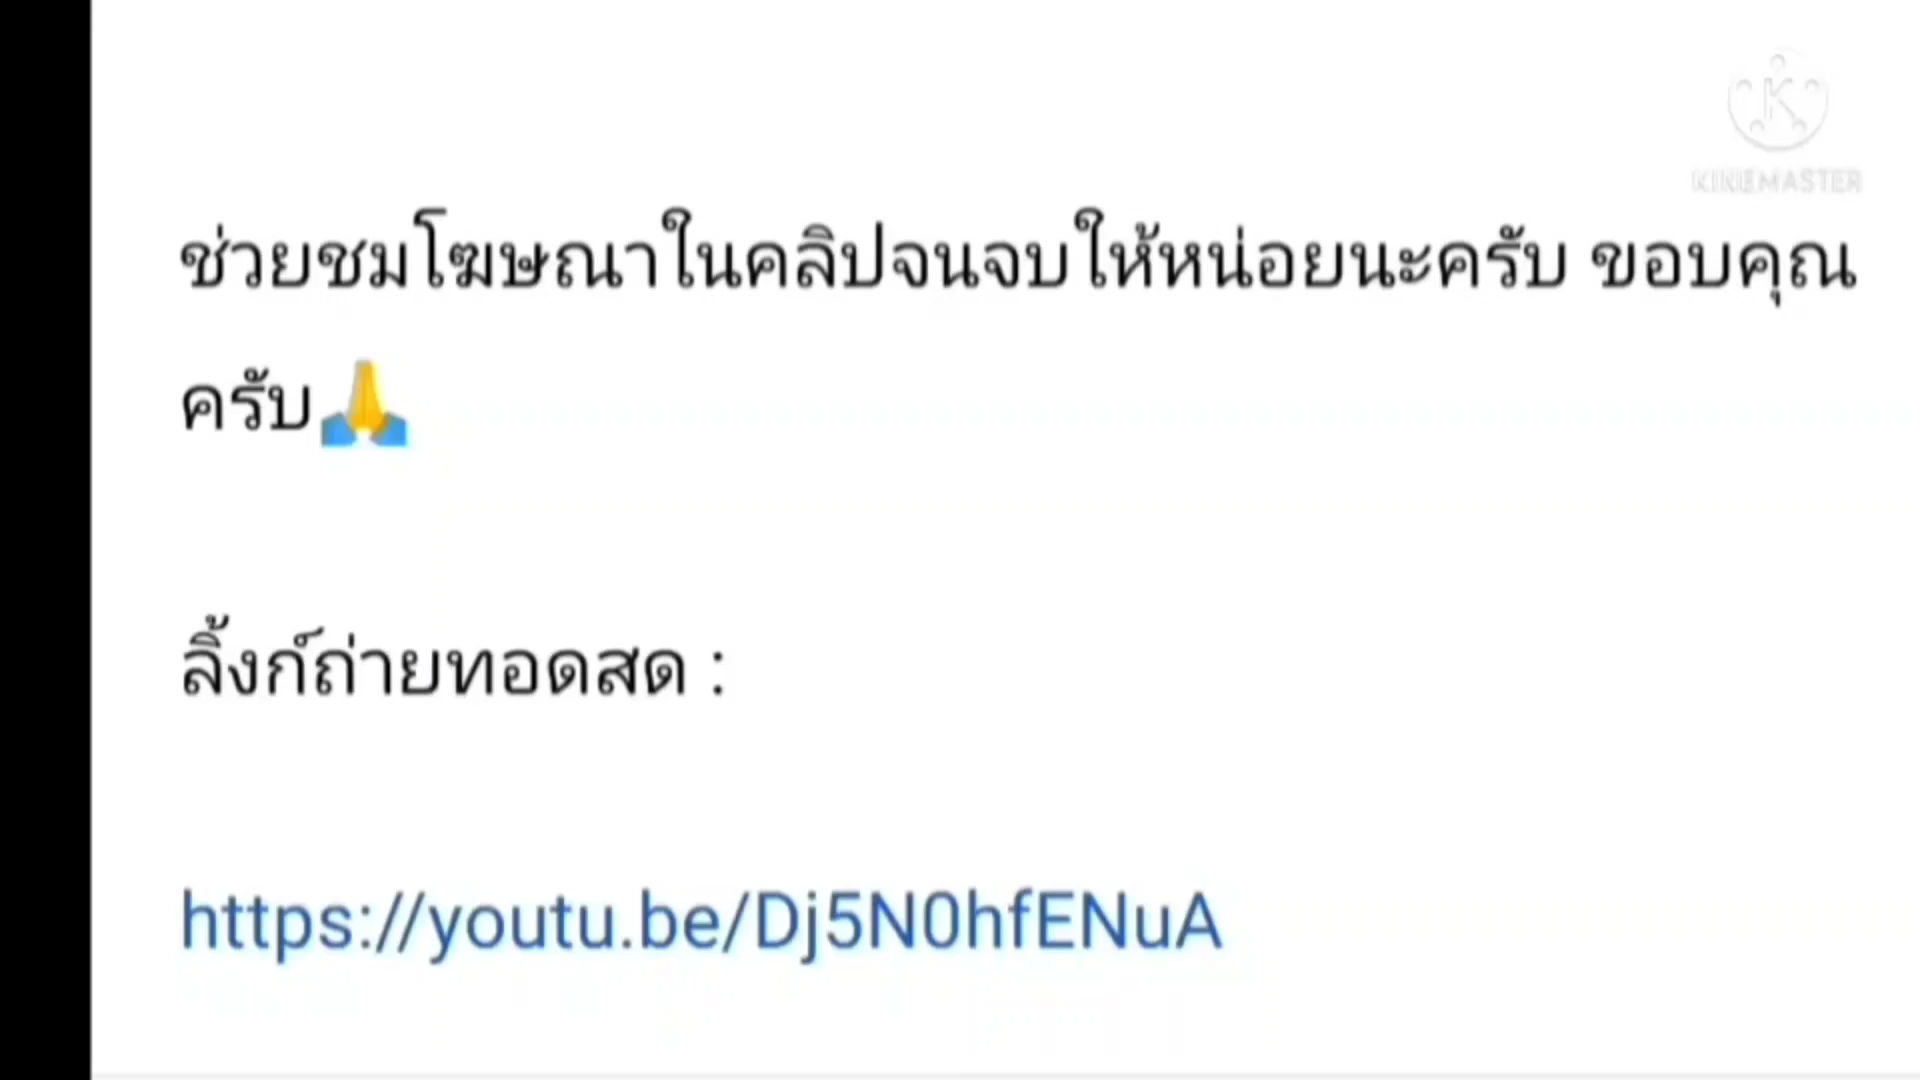 KINEMASTER
ช่วยชมโฆษณาในคลิปจนจบให้หน่อยนะครับ ขอบคุณ
ครับ🙏
ลิ้งก์ถ่ายทอดสด :
https://youtu.be/Dj5N0hfENuA